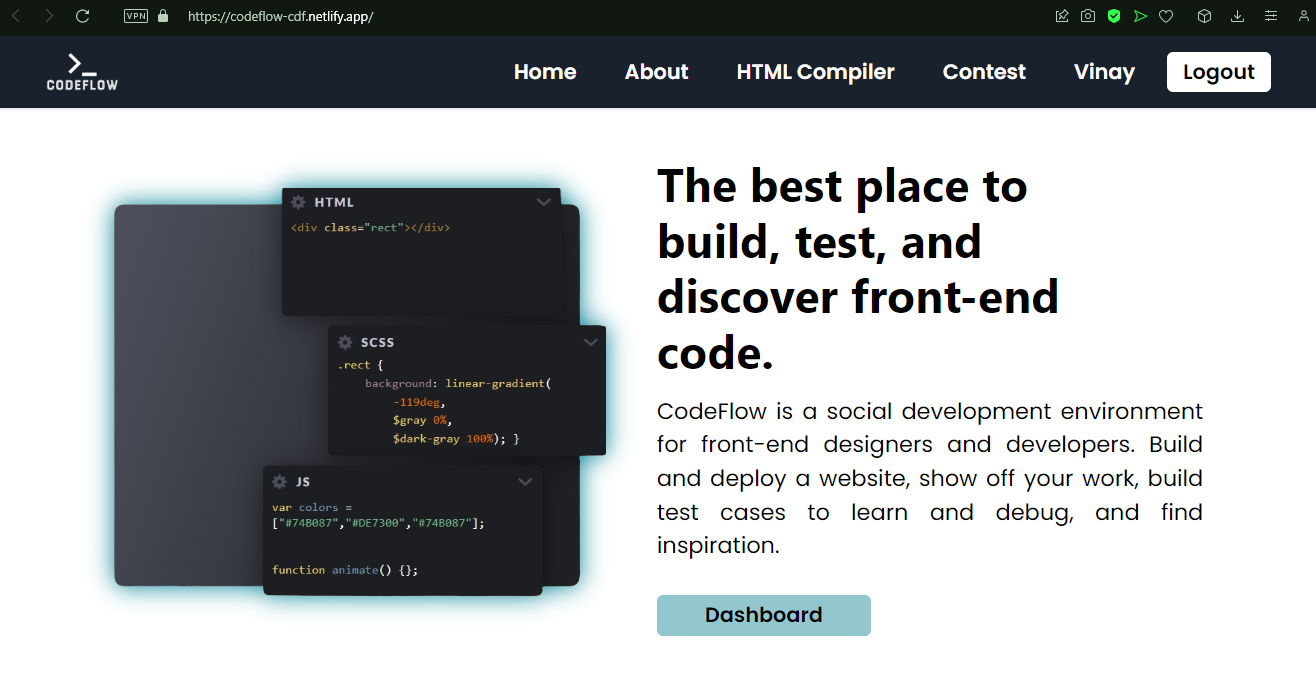 VPN https://codeflow-cdf.netlify.app/
>_
CODEFLOW
Home About HTML Compiler Contest Vinay Logout
HTML
<div class="rect"></div>
SCSS
.rect {
background: linear-gradient(
-119deg,
$gray 0%,
$dark-gray 100%); }
JS
var colors =
["#74B087","#DE7300","#74B087"];
function animate() {};
The best place to
build, test, and
discover front-end
code.
CodeFlow is a social development environment
for front-end designers and developers. Build
and deploy a website, show off your work, build
test cases to learn and debug, and find
inspiration.
Dashboard